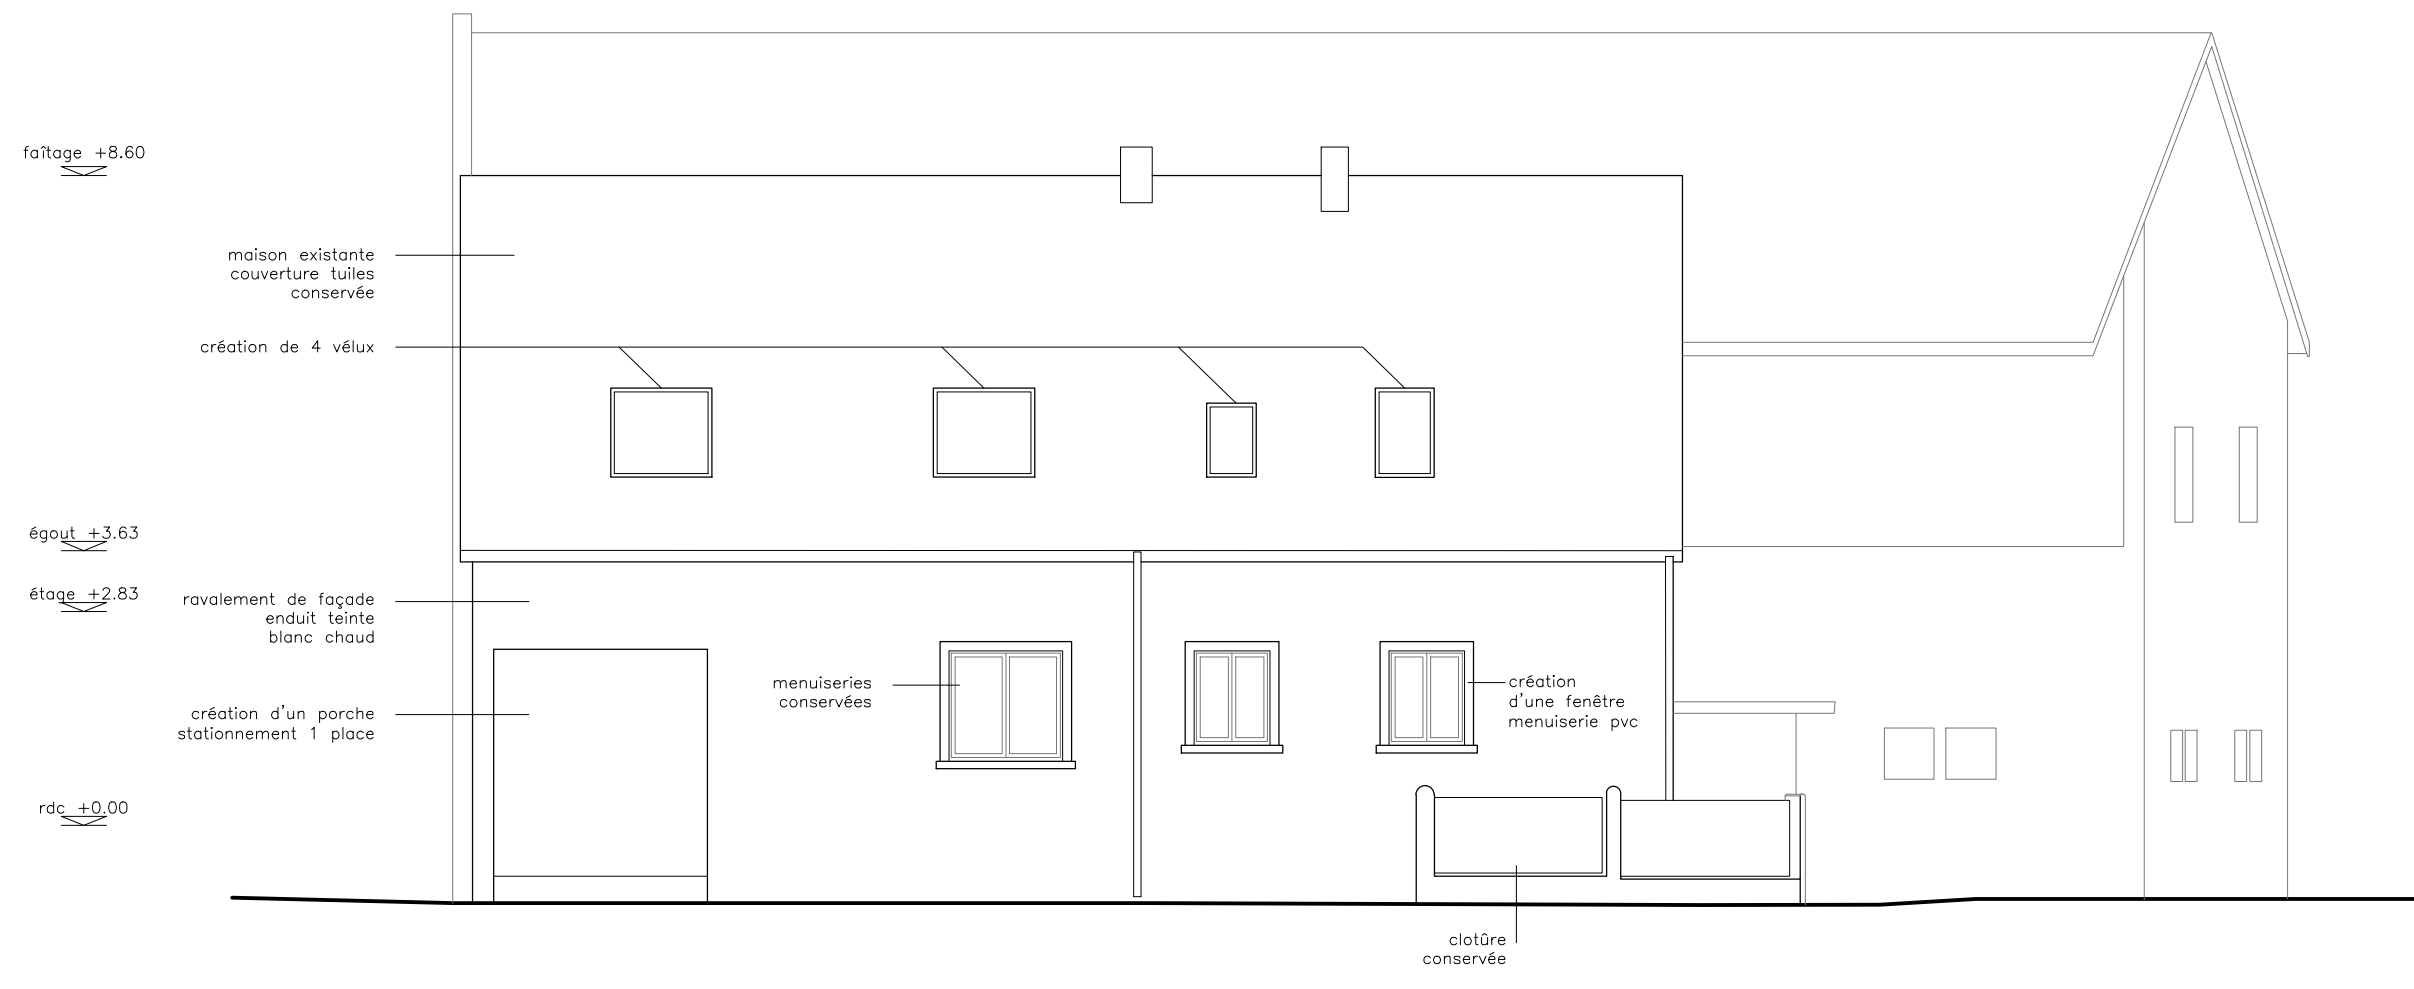 faîtage +8.60
maison existante
couverture tuiles
conservée
création de 4 vélux
égout +3.63
étage +2.83
ravalement de façade
enduit teinte
blanc chaud
menuiseries
conservées
création
d'une fenêtre
menuiserie pvc
création d'un porche
stationnement 1 place
rdc +0.00
clotûre
conservée